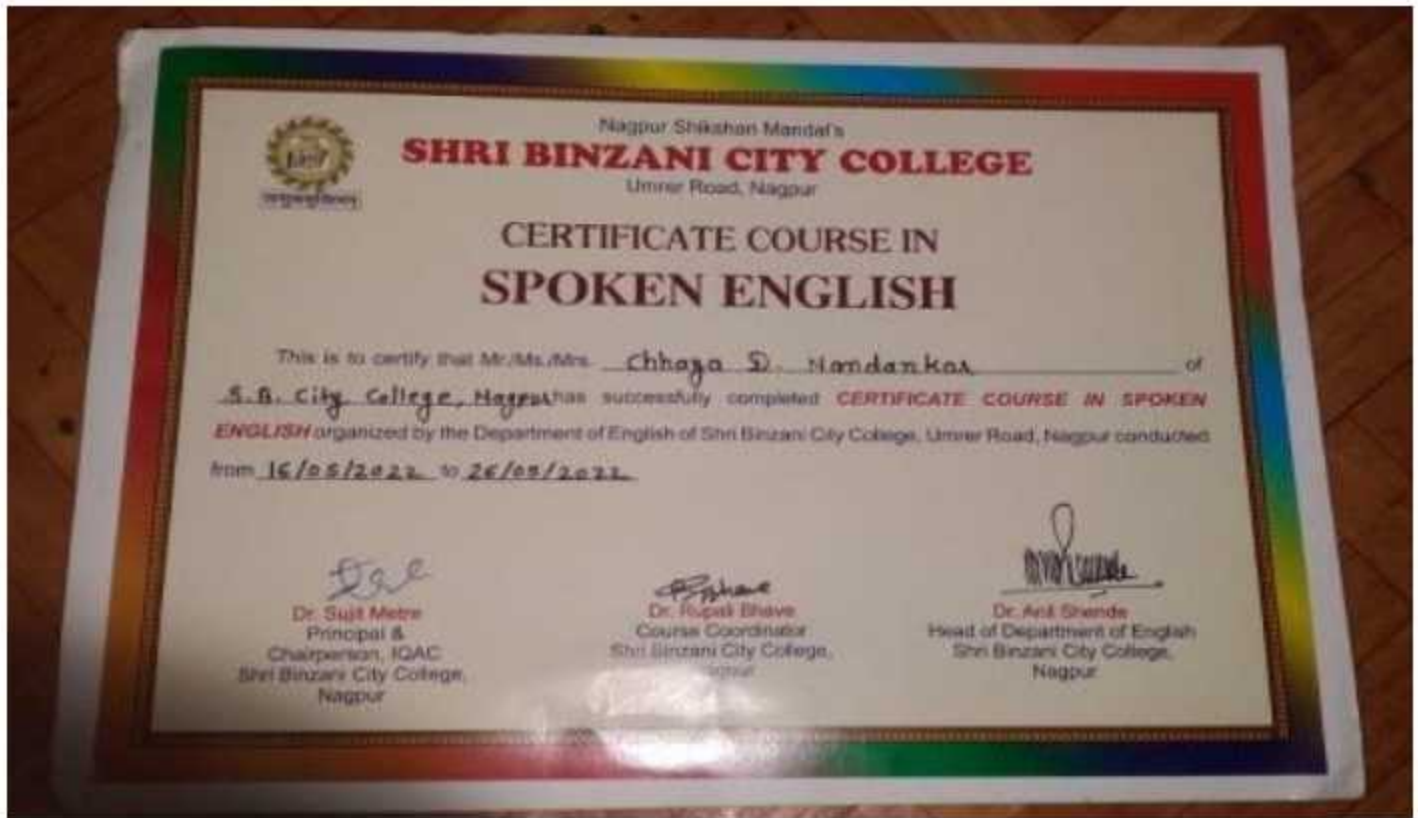 Nagpur Shikshan Mandal's
SHRI BINZANI CITY COLLEGE
Umrer Road, Nagpur
CERTIFICATE COURSE IN
SPOKEN ENGLISH
This is to certify that Mr./Ms./Mrs. Chhaya D. Nandankar of
S.B. City College, Nagpur has successfully completed CERTIFICATE COURSE IN SPOKEN
ENGLISH organized by the Department of English of Shri Binzani City College, Umrer Road, Nagpur conducted
from 16/05/2022 to 26/05/2022
Dr. Sujit Metre
Principal &
Chairperson, IQAC
Shri Binzani City College,
Nagpur
Dr. Rupali Bhave
Course Coordinator
Shri Binzani City College,
Nagpur
Dr. Anil Shende
Head of Department of English
Shri Binzani City College,
Nagpur